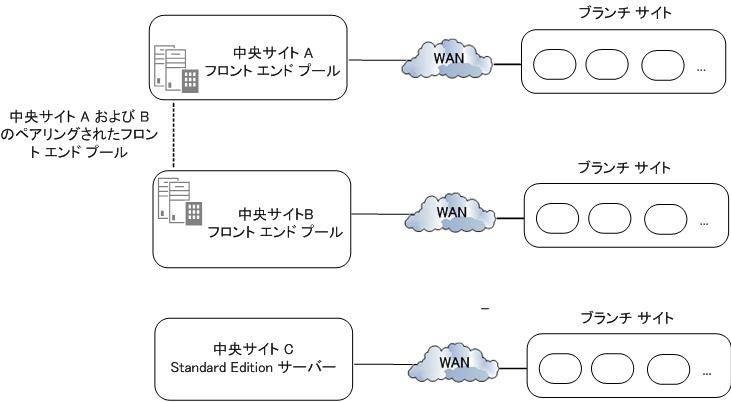 ブランチ サイト
中央サイト A
フロント エンド プール
WAN
...
中央サイト A および B
のペアリングされたフロン
ト エンド プール
ブランチ サイト
中央サイトB
フロント エンド プール
WAN
...
ブランチ サイト
中央サイト C
Standard Edition サーバー
WAN
...